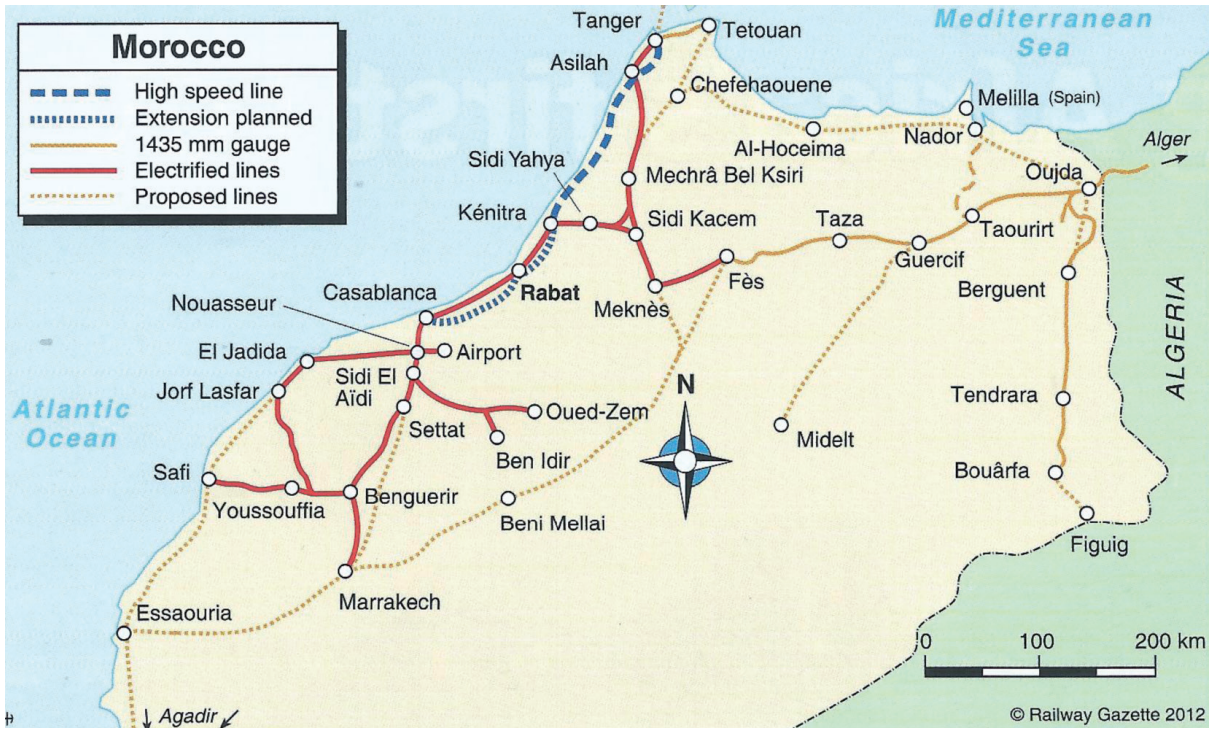 Morocco
High speed line
Extension planned
1435 mm gauge
Electrified lines
Proposed lines
Tanger
Tetouan
Mediterranean
Sea
Asilah
Chefehaouene
Melilla (Spain)
Nador
Al-Hoceima
Alger
Oujda
Sidi Yahya
Mechrâ Bel Ksiri
Kénitra
Sidi Kacem
Taza
Taourirt
Guercif
Fès
Berguent
Nouasseur
Casablanca
Rabat
Meknès
ALGERIA
El Jadida
Airport
Jorf Lasfar
Sidi El
Aïdi
N
Atlantic
Ocean
Settat
Oued-Zem
Tendrara
Midelt
Ben Idir
Safi
Bouârfa
Youssouffia
Benguerir
Beni Mellai
Figuig
Marrakech
Essaouria
0 100 200 km
Agadir
© Railway Gazette 2012